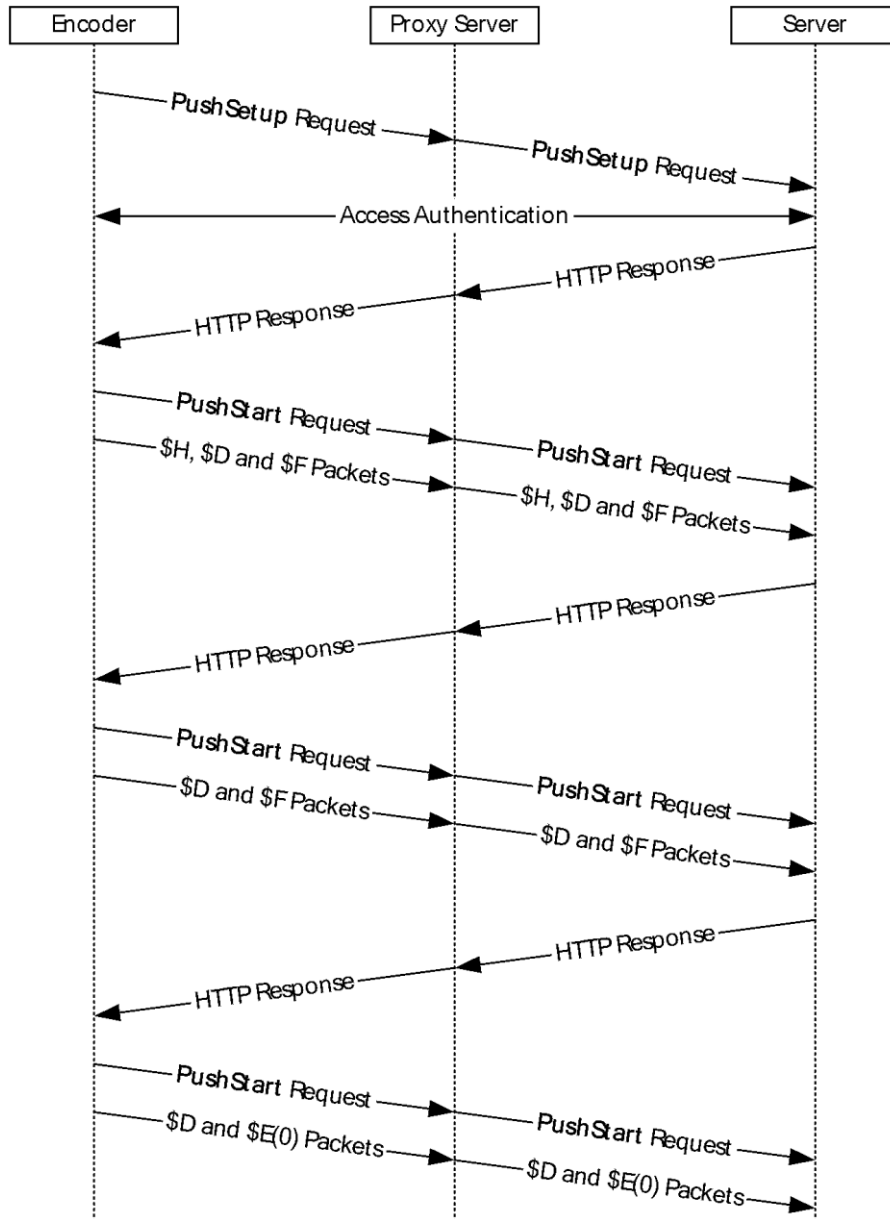 Encoder
Proxy Server
Server
PushSetup Request
PushSetup Request
Access Authentication
HTTP Response
HTTP Response
PushStart Request
PushStart Request
$H, $D and $F Packets
$H, $D and $F Packets
HTTP Response
HTTP Response
PushStart Request
PushStart Request
$D and $F Packets
$D and $F Packets
HTTP Response
HTTP Response
PushStart Request
PushStart Request
$D and $E(0) Packets
$D and $E(0) Packets